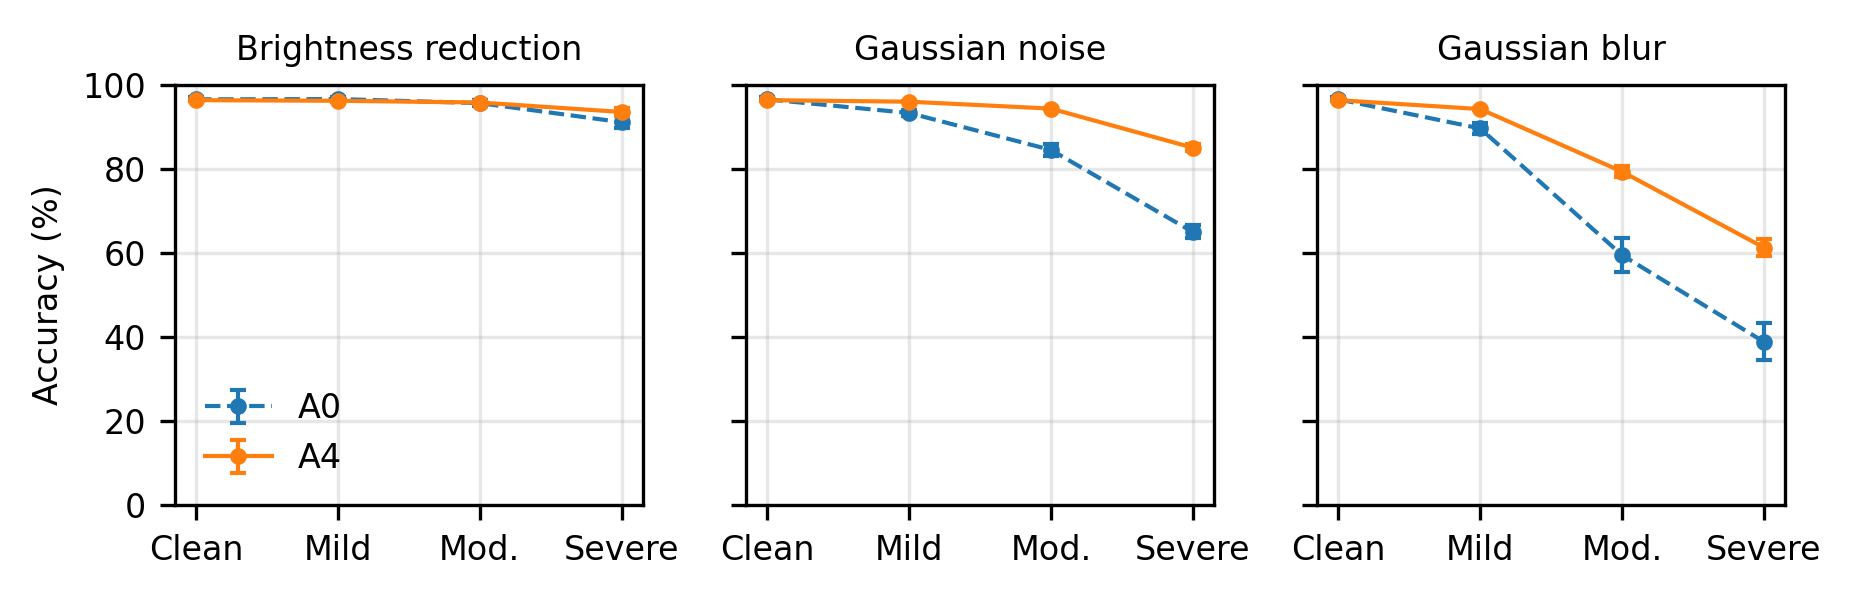 Brightness reduction
Gaussian noise
Gaussian blur
Accuracy (%)
100
80
60
40
20
0
A0
A4
Clean Mild Mod. Severe
Clean Mild Mod. Severe
Clean Mild Mod. Severe